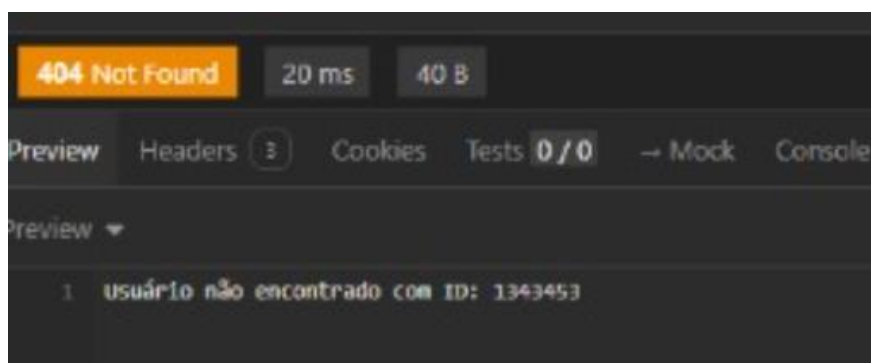 404 Not Found 20 ms 40 B
Preview Headers 3 Cookies Tests 0 / 0 → Mock Console
Preview
1 Usuário não encontrado com ID: 1343453